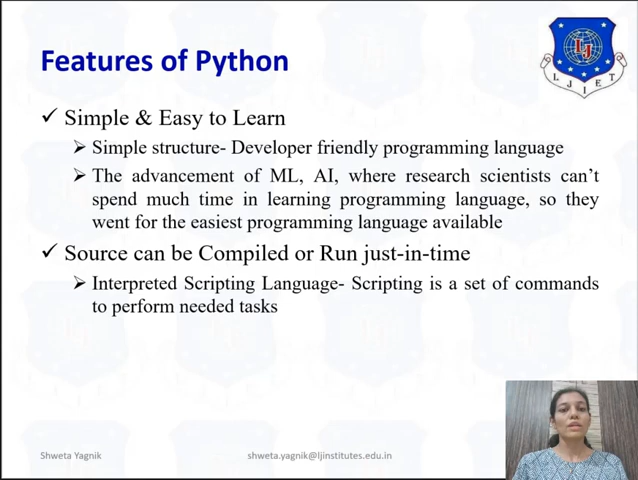 Features of Python
LJIET
LJ
✓ Simple & Easy to Learn
➤ Simple structure- Developer friendly programming language
➤ The advancement of ML, AI, where research scientists can’t
spend much time in learning programming language, so they
went for the easiest programming language available
✓ Source can be Compiled or Run just-in-time
➤ Interpreted Scripting Language- Scripting is a set of commands
to perform needed tasks
Shweta Yagnik
shweta.yagnik@ljinstitutes.edu.in